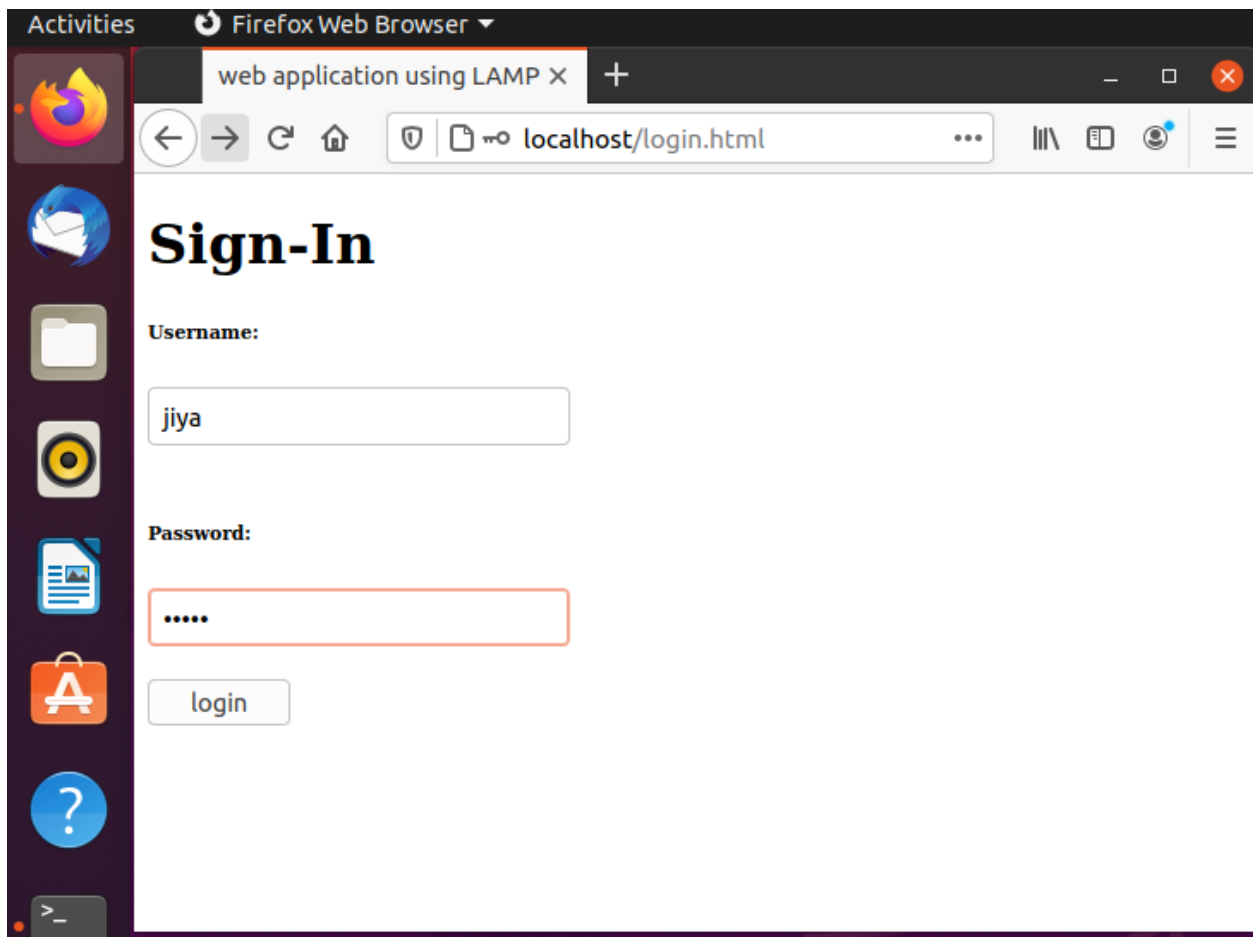 Activities Firefox Web Browser
web application using LAMP
localhost/login.html
Sign-In
Username:
jiya
Password:
•••••
login